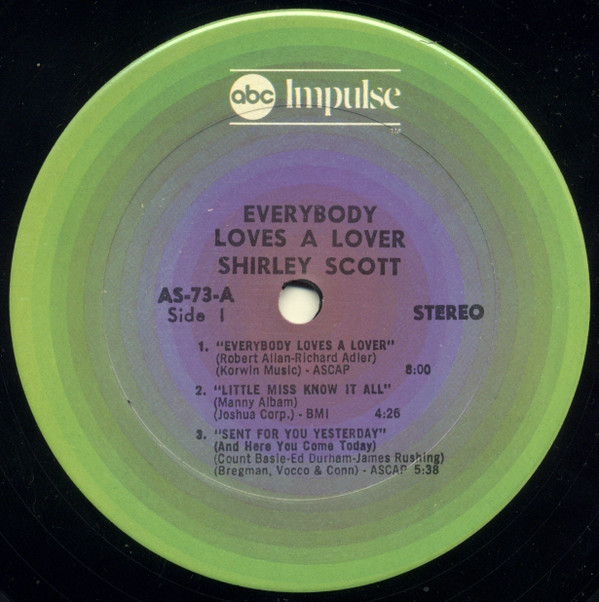 abc Impulse
EVERYBODY
LOVES A LOVER
SHIRLEY SCOTT
AS-73-A
Side 1
STEREO
1. "EVERYBODY LOVES A LOVER"
(Robert Allan-Richard Adler)
(Korwin Music) - ASCAP 8:00
2. "LITTLE MISS KNOW IT ALL"
(Manny Albam)
(Joshua Corp.) - BMI 4:26
3. "SENT FOR YOU YESTERDAY"
(And Here You Come Today)
(Count Basie-Ed Durham-James Rushing)
(Bregman, Vocco & Conn) - ASCAP 5:38